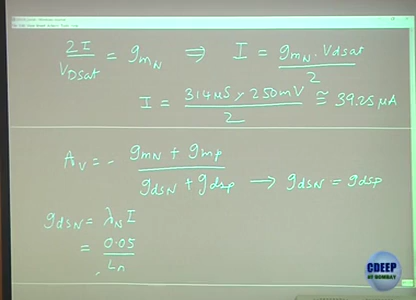 2I / VDsat = gmN ⇒ I = gmN . Vdsat / 2
I = 314µS × 250mV / 2 ≅ 39.25 µA
Av = - gmN + gmp / gdsN + gdsp → gdsN = gdsp
gdsN = λN I
= 0.05 / Ln
CDEEP
IIT BOMBAY